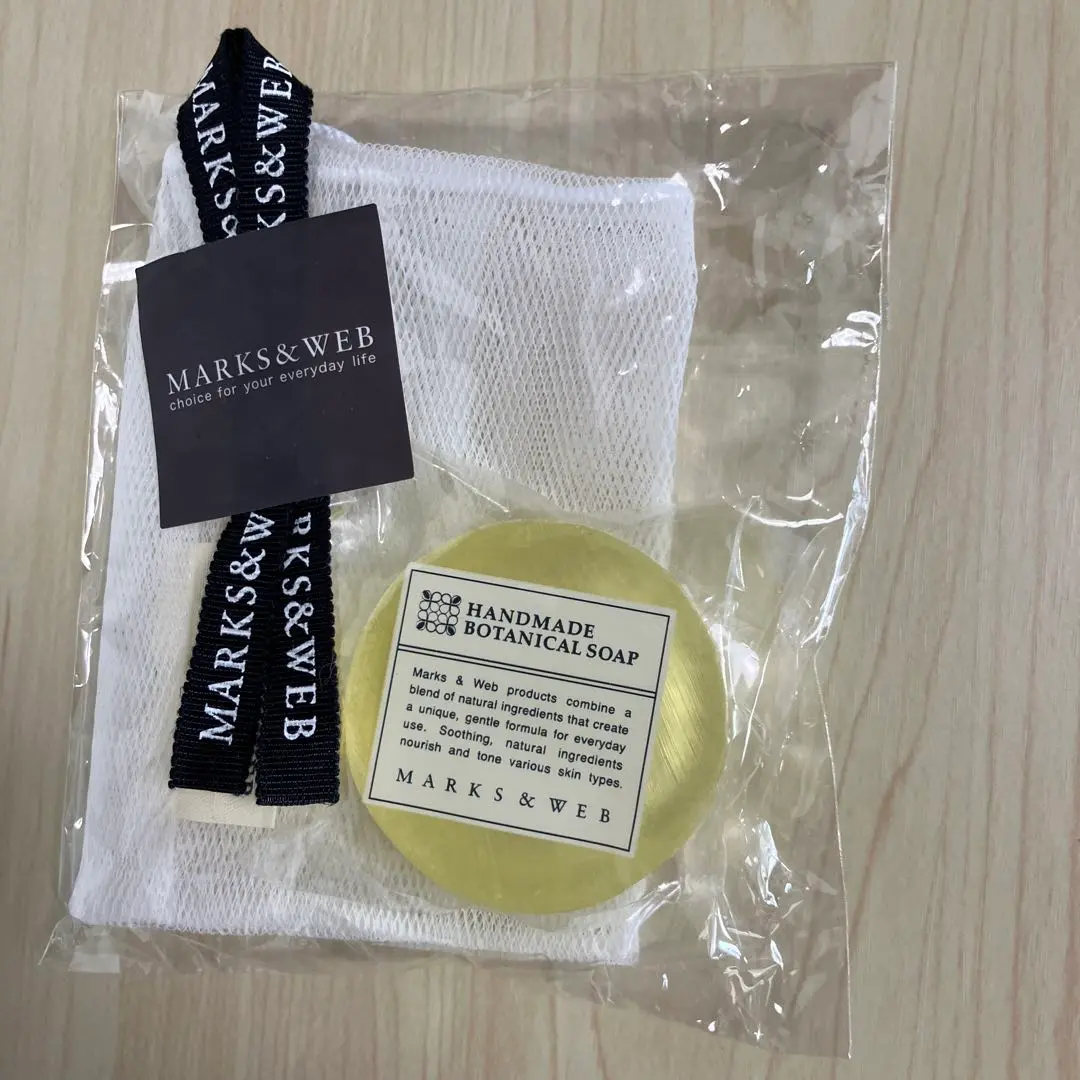 MARKS&
KS&WEB
MARKS&WEB
choice for your everyday life
MARKS&W
RKS&WEB
HANDMADE
BOTANICAL SOAP
Marks & Web products combine a
blend of natural ingredients that create
a unique, gentle formula for everyday
use. Soothing, natural ingredients
nourish and tone various skin types.
MARKS & WEB